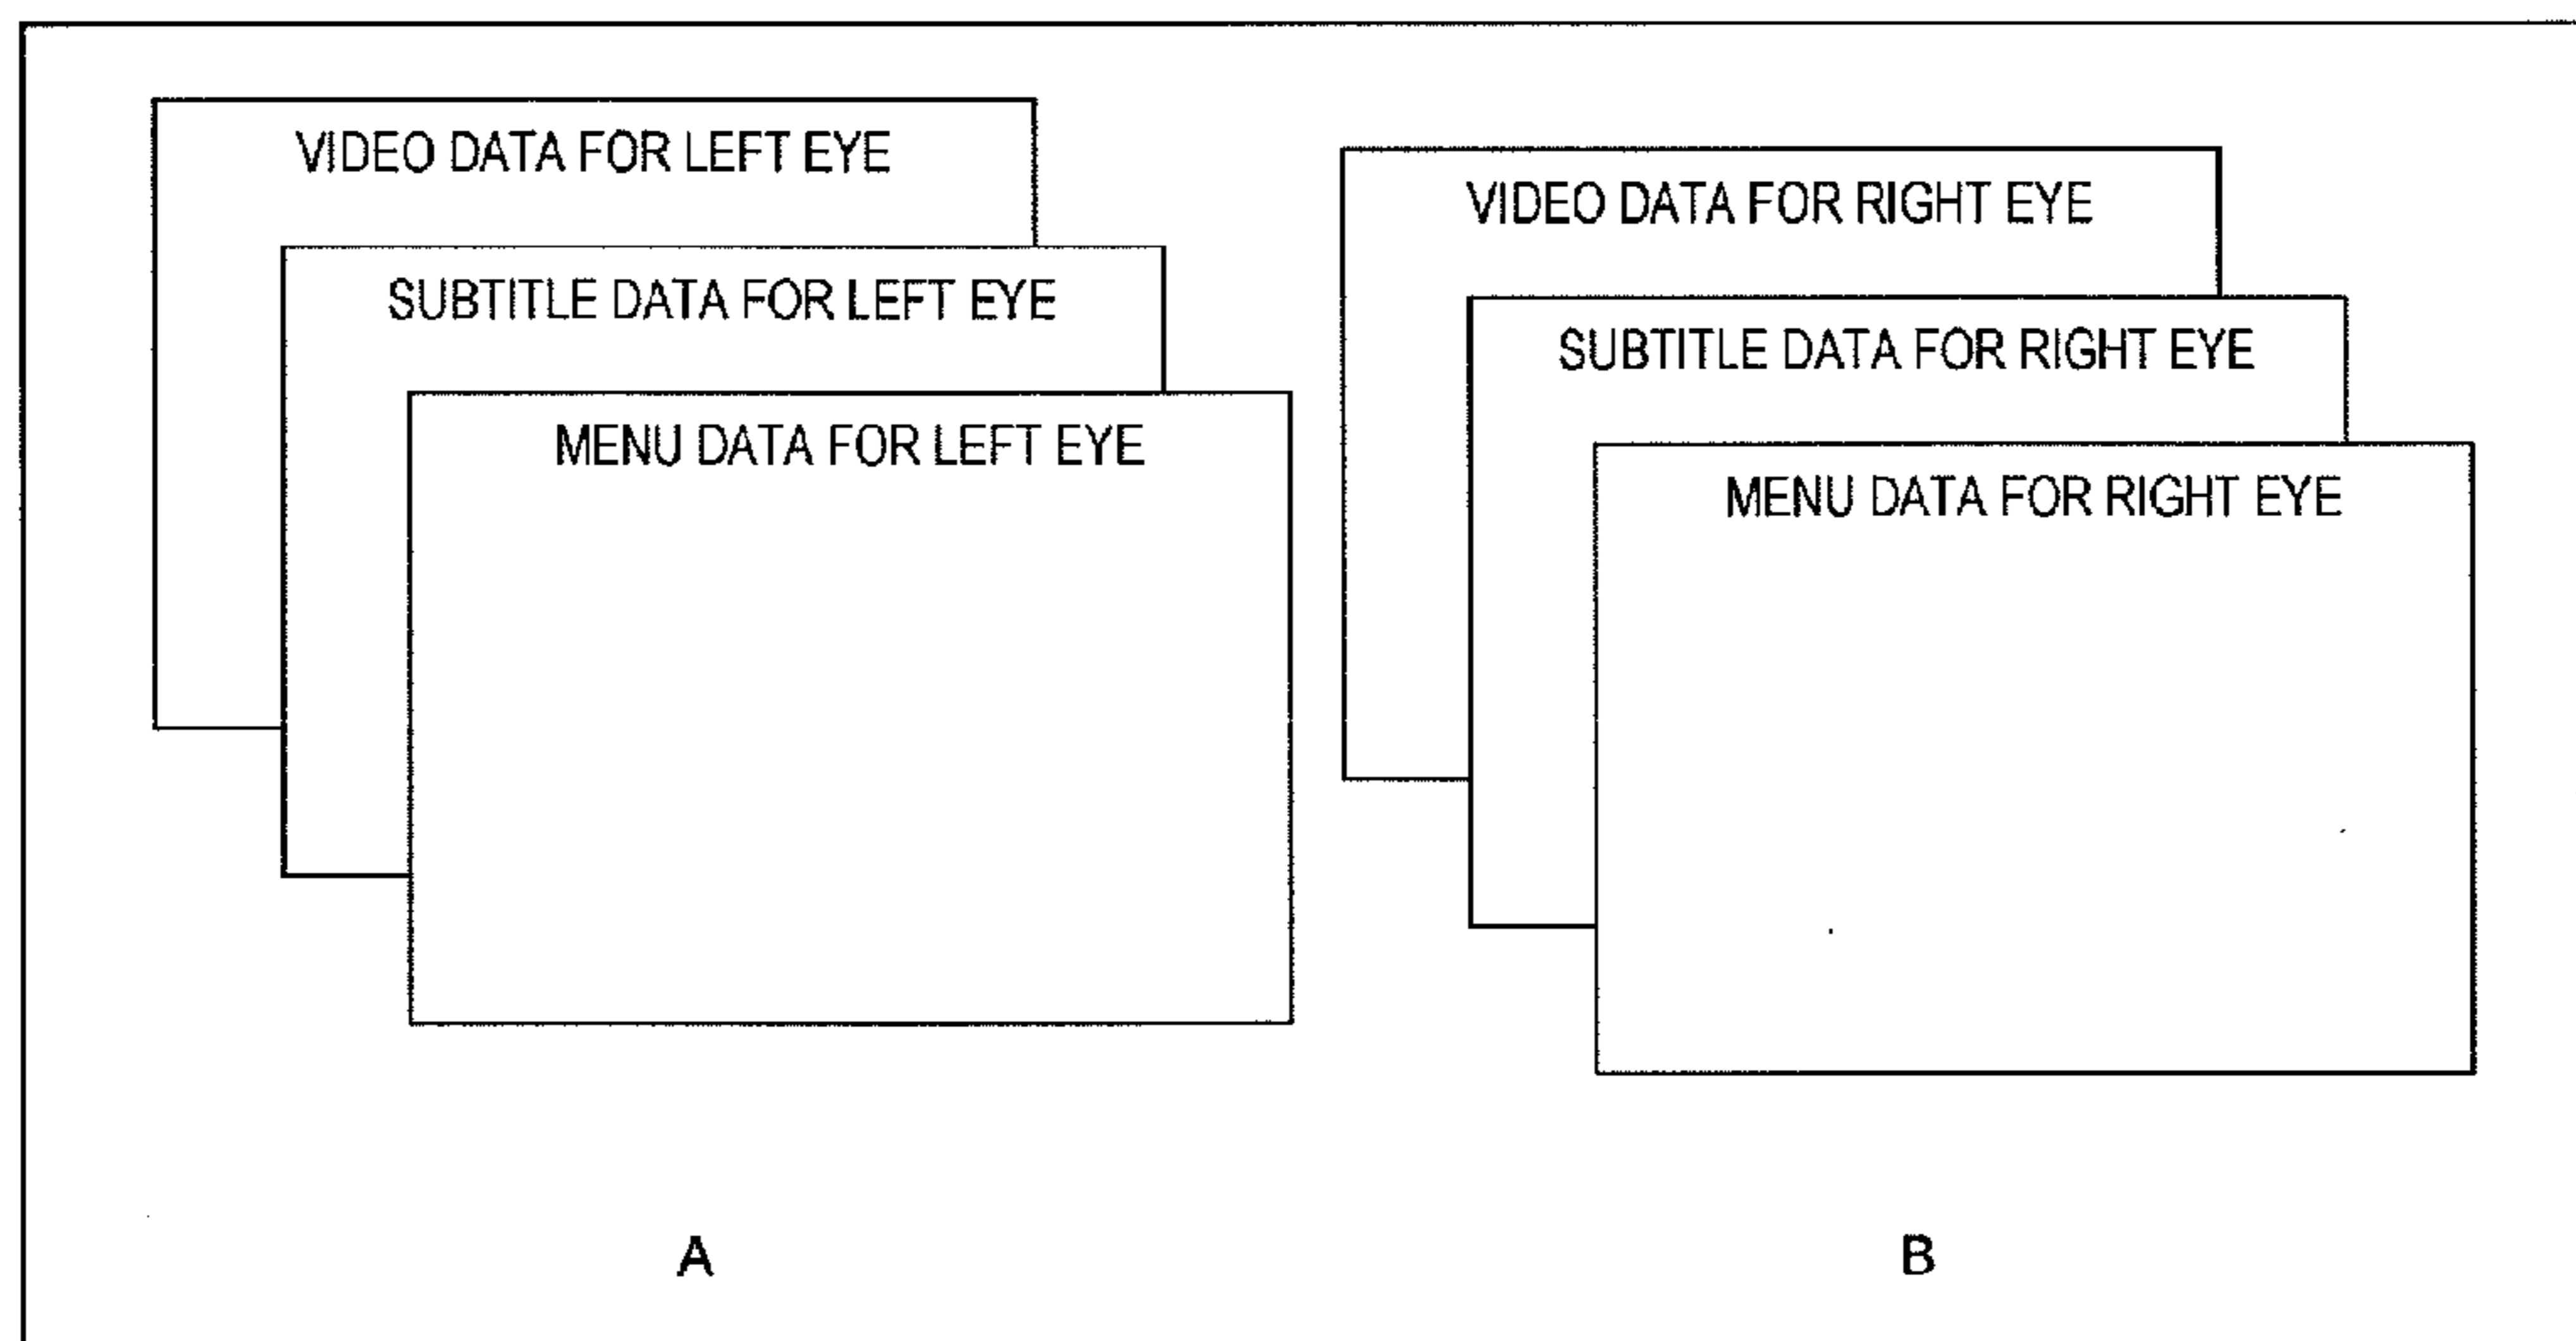 VIDEO DATA FOR LEFT EYE
SUBTITLE DATA FOR LEFT EYE
MENU DATA FOR LEFT EYE
VIDEO DATA FOR RIGHT EYE
SUBTITLE DATA FOR RIGHT EYE
MENU DATA FOR RIGHT EYE
A
B